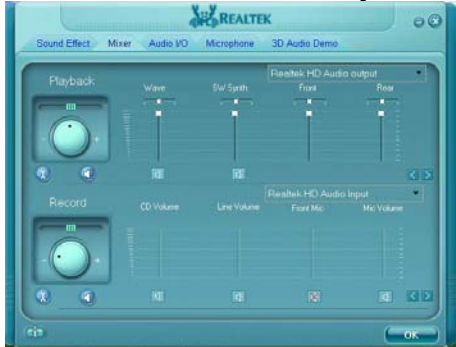 REALTEK
Sound Effect Mixer Audio I/O Microphone 3D Audio Demo
Realtek HD Audio output
Playback
Wave SW Synth Front Rear
Realtek HD Audio Input
Record
CD Volume Line Volume Front Mic Mic Volume
OK